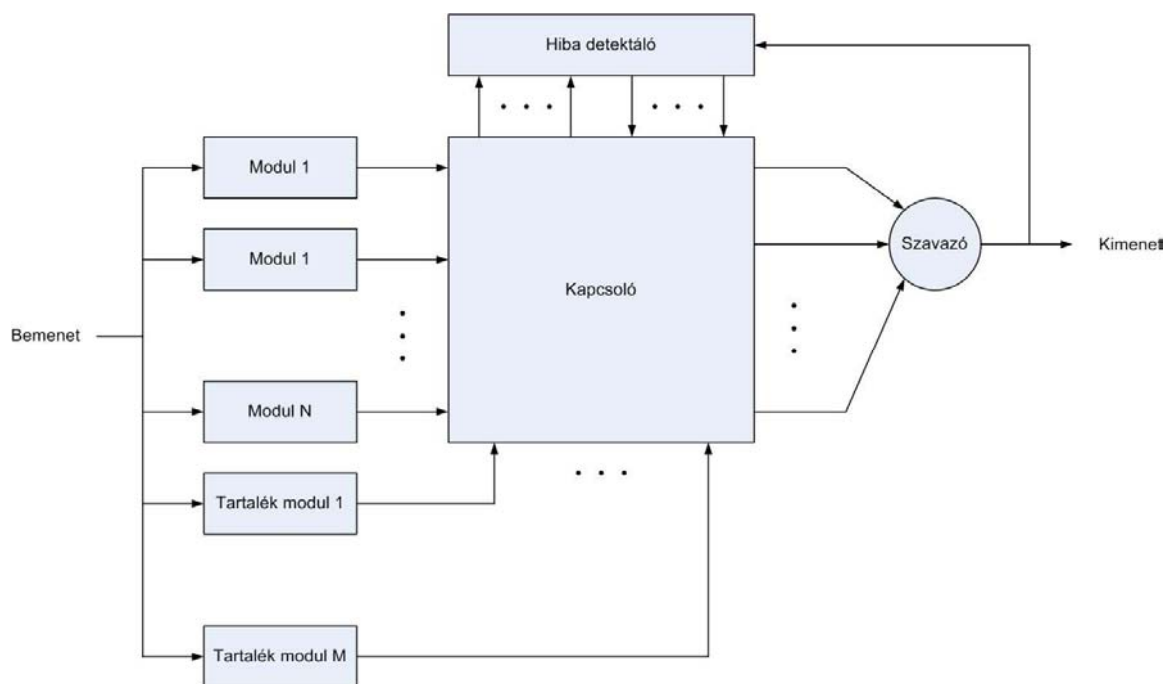 Hiba detektáló
Modul 1
Modul 1
Szavazó
Kimenet
Kapcsoló
Bemenet
Modul N
Tartalék modul 1
Tartalék modul M